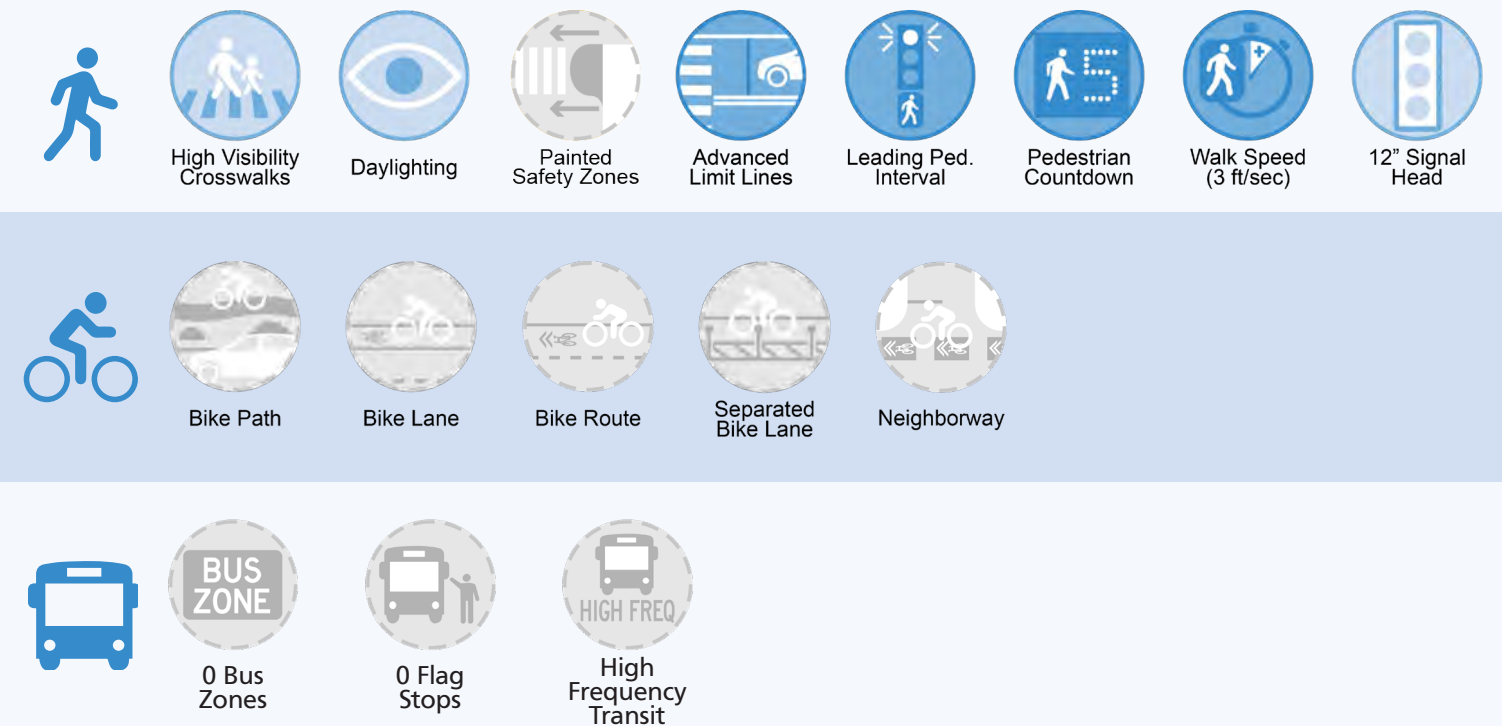 High Visibility
Crosswalks
Daylighting
Painted
Safety Zones
Advanced
Limit Lines
Leading Ped.
Interval
5
Pedestrian
Countdown
Walk Speed
(3 ft/sec)
12” Signal
Head
Bike Path
Bike Lane
Bike Route
Separated
Bike Lane
Neighborway
BUS
ZONE
0 Bus
Zones
0 Flag
Stops
HIGH FREQ
High
Frequency
Transit